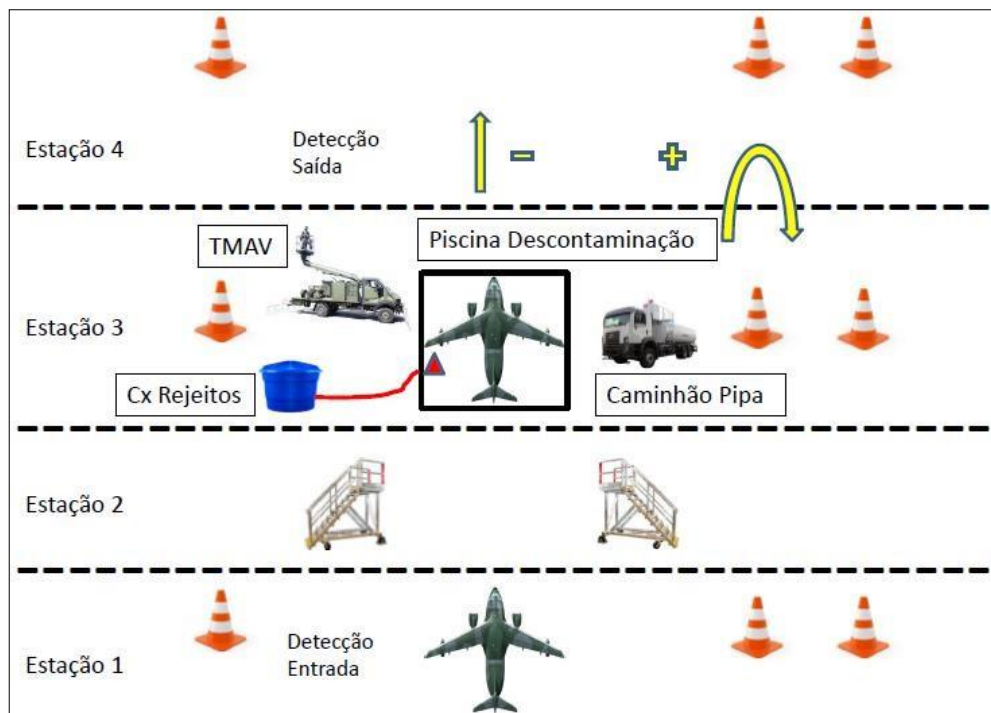 Estação 4
Detecção
Saída
−
+
TMAV
Piscina Descontaminação
Estação 3
Cx Rejeitos
Caminhão Pipa
Estação 2
Estação 1
Detecção
Entrada